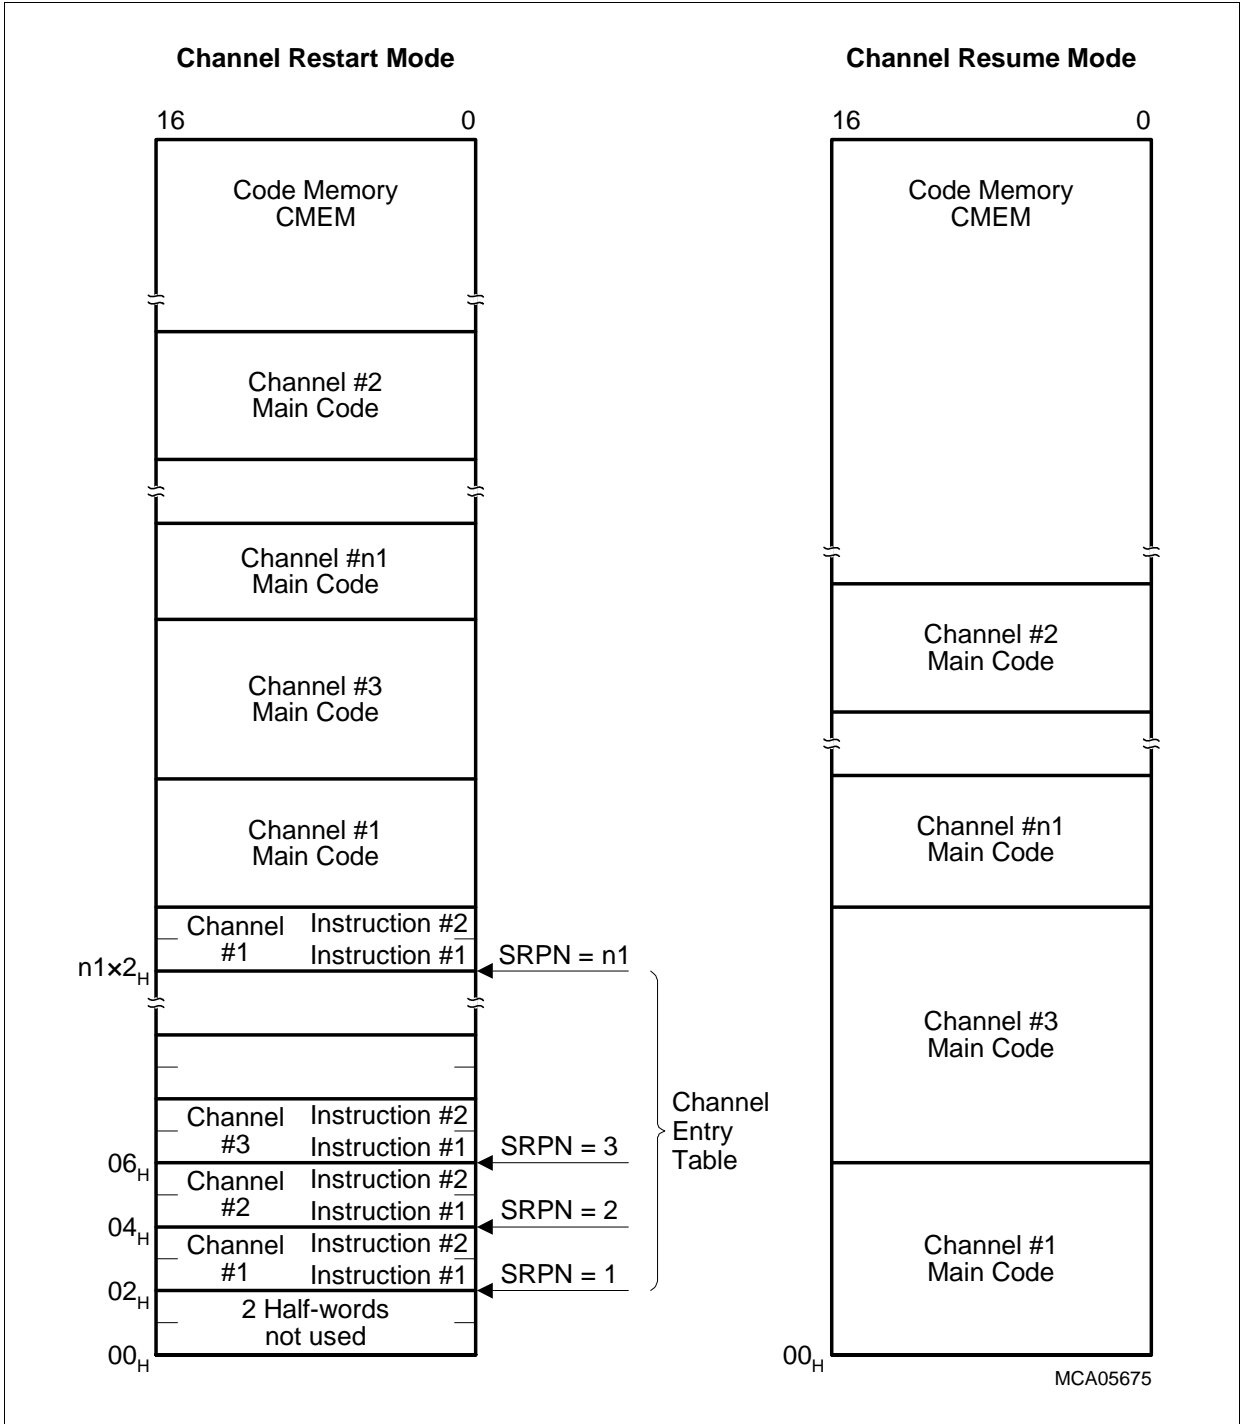 Channel Restart Mode
16 0
Code Memory
CMEM
Channel #2
Main Code
Channel #n1
Main Code
Channel #3
Main Code
Channel #1
Main Code
Channel
#1
Instruction #2
Instruction #1
SRPN = n1
n1×2H
Channel
#3
Instruction #2
Instruction #1
SRPN = 3
06H
Channel
#2
Instruction #2
Instruction #1
SRPN = 2
04H
Channel
#1
Instruction #2
Instruction #1
SRPN = 1
02H
2 Half-words
not used
00H
Channel
Entry
Table
Channel Resume Mode
16 0
Code Memory
CMEM
Channel #2
Main Code
Channel #n1
Main Code
Channel #3
Main Code
Channel #1
Main Code
00H
MCA05675